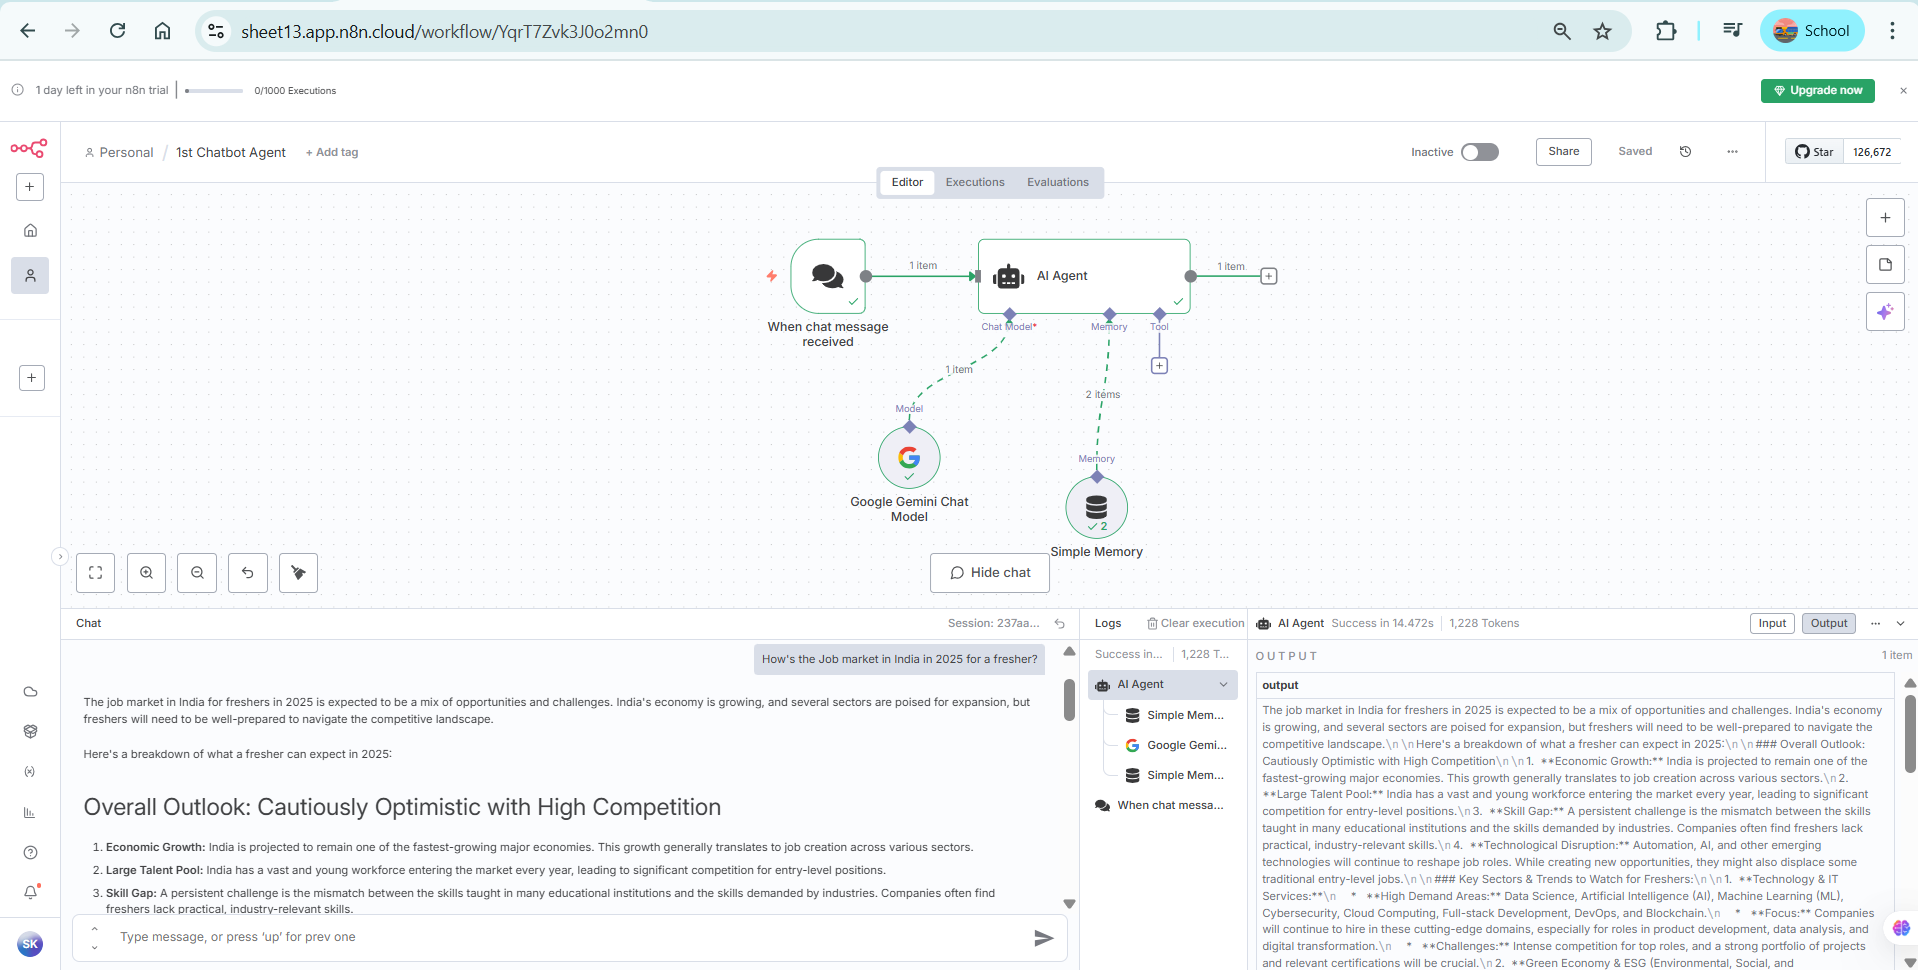 sheet13.app.n8n.cloud/workflow/YqrT7Zvk3J0o2mn0
School
1 day left in your n8n trial
0/1000 Executions
Upgrade now
Personal / 1st Chatbot Agent + Add tag
Inactive
Share
Saved
Star 126,672
Editor Executions Evaluations
1 item
AI Agent
1 item
When chat message
received
Chat Model*
Memory
Tool
1 item
2 items
Model
Memory
Google Gemini Chat
Model
2
Simple Memory
Hide chat
Chat
Session: 237aa...
How's the Job market in India in 2025 for a fresher?
The job market in India for freshers in 2025 is expected to be a mix of opportunities and challenges. India's economy is growing, and several sectors are poised for expansion, but
freshers will need to be well-prepared to navigate the competitive landscape.
Here's a breakdown of what a fresher can expect in 2025:
Overall Outlook: Cautiously Optimistic with High Competition
1. Economic Growth: India is projected to remain one of the fastest-growing major economies. This growth generally translates to job creation across various sectors.
2. Large Talent Pool: India has a vast and young workforce entering the market every year, leading to significant competition for entry-level positions.
3. Skill Gap: A persistent challenge is the mismatch between the skills taught in many educational institutions and the skills demanded by industries. Companies often find
freshers lack practical, industry-relevant skills.
Type message, or press ‘up’ for prev one
SK
Logs
Clear execution
Success in...
1,228 T...
AI Agent
Simple Mem...
Google Gemi...
Simple Mem...
When chat messa...
AI Agent Success in 14.472s 1,228 Tokens
Input
Output
OUTPUT
1 item
output
The job market in India for freshers in 2025 is expected to be a mix of opportunities and challenges. India's economy
is growing, and several sectors are poised for expansion, but freshers will need to be well-prepared to navigate the
competitive landscape.\n\nHere's a breakdown of what a fresher can expect in 2025:\n\n### Overall Outlook:
Cautiously Optimistic with High Competition\n\n1.  **Economic Growth:** India is projected to remain one of the
fastest-growing major economies. This growth generally translates to job creation across various sectors.\n2.
**Large Talent Pool:** India has a vast and young workforce entering the market every year, leading to significant
competition for entry-level positions.\n3.  **Skill Gap:** A persistent challenge is the mismatch between the skills
taught in many educational institutions and the skills demanded by industries. Companies often find freshers lack
practical, industry-relevant skills.\n4.  **Technological Disruption:** Automation, AI, and other emerging
technologies will continue to reshape job roles. While creating new opportunities, they might also displace some
traditional entry-level jobs.\n\n### Key Sectors & Trends to Watch for Freshers:\n\n1.  **Technology & IT
Services:**\n    *   **High Demand Areas:** Data Science, Artificial Intelligence (AI), Machine Learning (ML),
Cybersecurity, Cloud Computing, Full-stack Development, DevOps, and Blockchain.\n    *   **Focus:** Companies
will continue to hire in these cutting-edge domains, especially for roles in product development, data analysis, and
digital transformation.\n    *   **Challenges:** Intense competition for top roles, and a strong portfolio of projects
and relevant certifications will be crucial.\n2.  **Green Economy & ESG (Environmental, Social, and